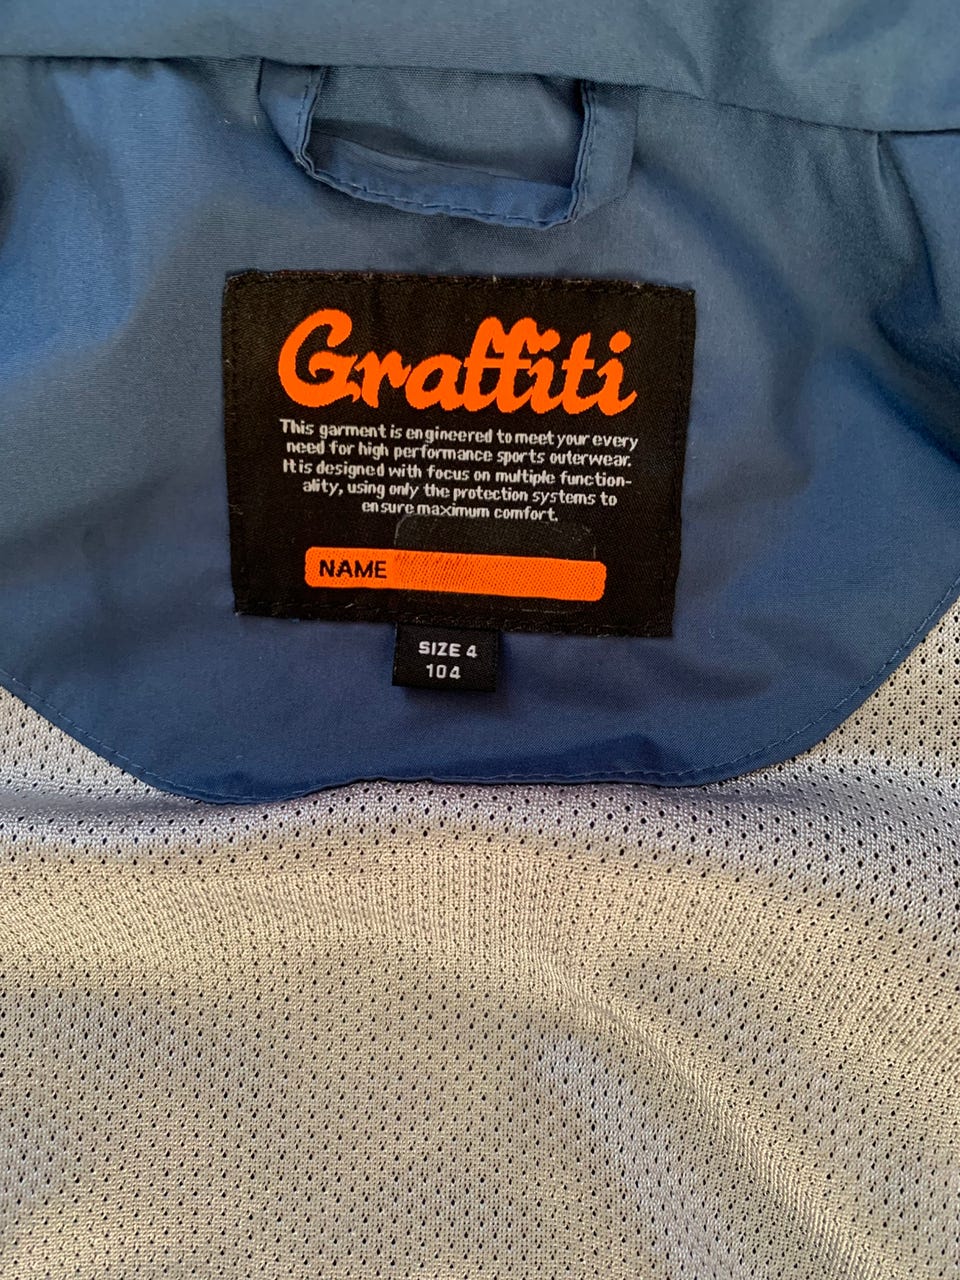 Graffiti
This garment is engineered to meet your every
need for high performance sports outerwear.
It is designed with focus on multiple function-
ality, using only the protection systems to
ensure maximum comfort.
NAME
SIZE 4
104